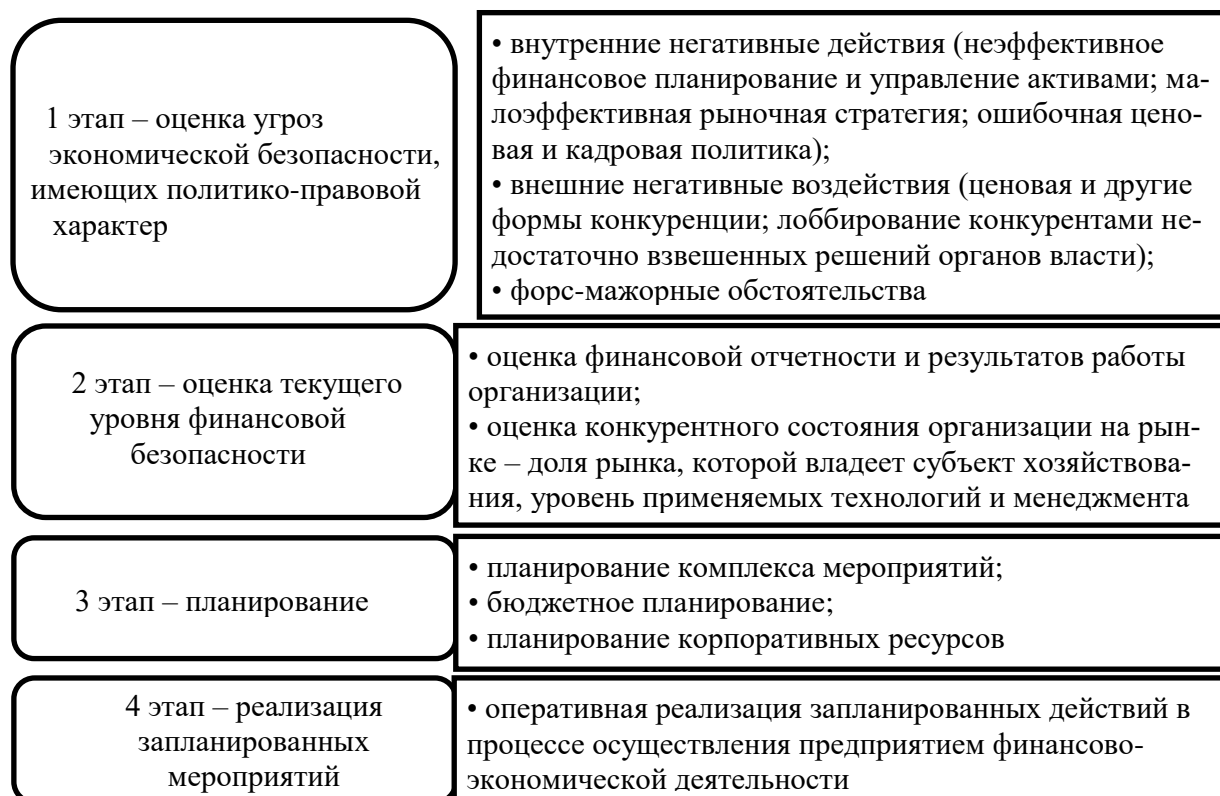 1 этап – оценка угроз
экономической безопасности,
имеющих политико-правовой
характер
• внутренние негативные действия (неэффективное
финансовое планирование и управление активами; ма-
лоэффективная рыночная стратегия; ошибочная цено-
вая и кадровая политика);
• внешние негативные воздействия (ценовая и другие
формы конкуренции; лоббирование конкурентами не-
достаточно взвешенных решений органов власти);
• форс-мажорные обстоятельства
2 этап – оценка текущего
уровня финансовой
безопасности
• оценка финансовой отчетности и результатов работы
организации;
• оценка конкурентного состояния организации на рын-
ке – доля рынка, которой владеет субъект хозяйствова-
ния, уровень применяемых технологий и менеджмента
3 этап – планирование
• планирование комплекса мероприятий;
• бюджетное планирование;
• планирование корпоративных ресурсов
4 этап – реализация
запланированных
мероприятий
• оперативная реализация запланированных действий в
процессе осуществления предприятием финансово-
экономической деятельности